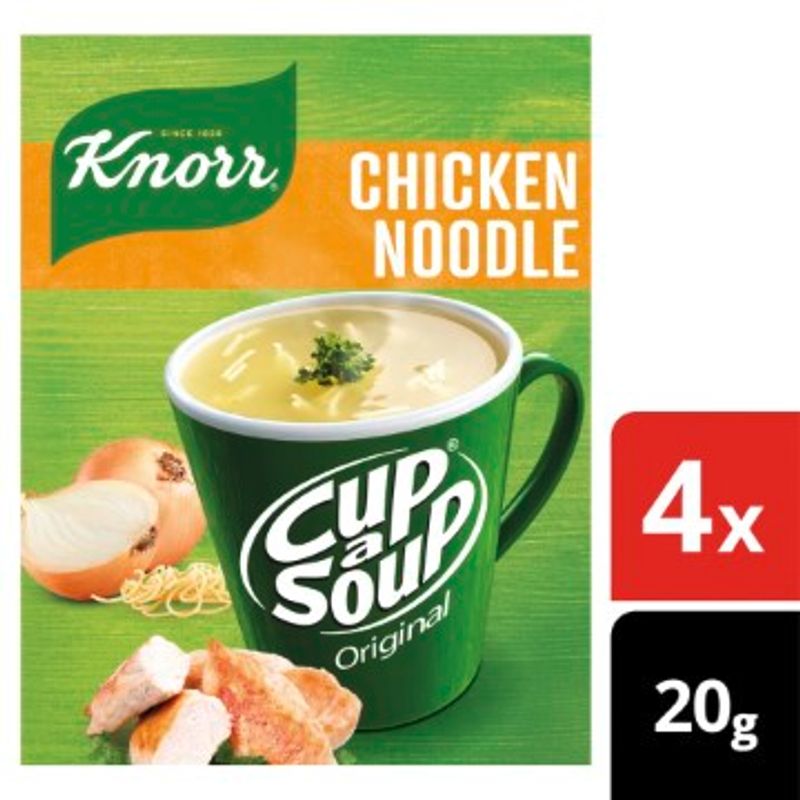 SINCE 1838
Knorr®
CHICKEN
NOODLE
CUP
a
SOUP®
Original
4x
20g